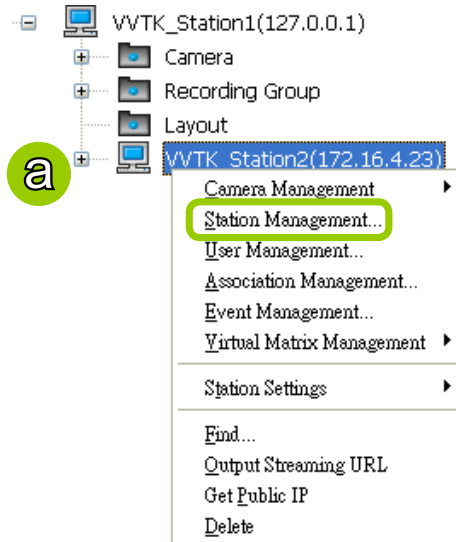 VVTK_Station1(127.0.0.1)
Camera
Recording Group
Layout
a
VVTK_Station2(172.16.4.23)
Camera Management
Station Management...
User Management...
Association Management...
Event Management...
Virtual Matrix Management
Station Settings
Find...
Output Streaming URL
Get Public IP
Delete